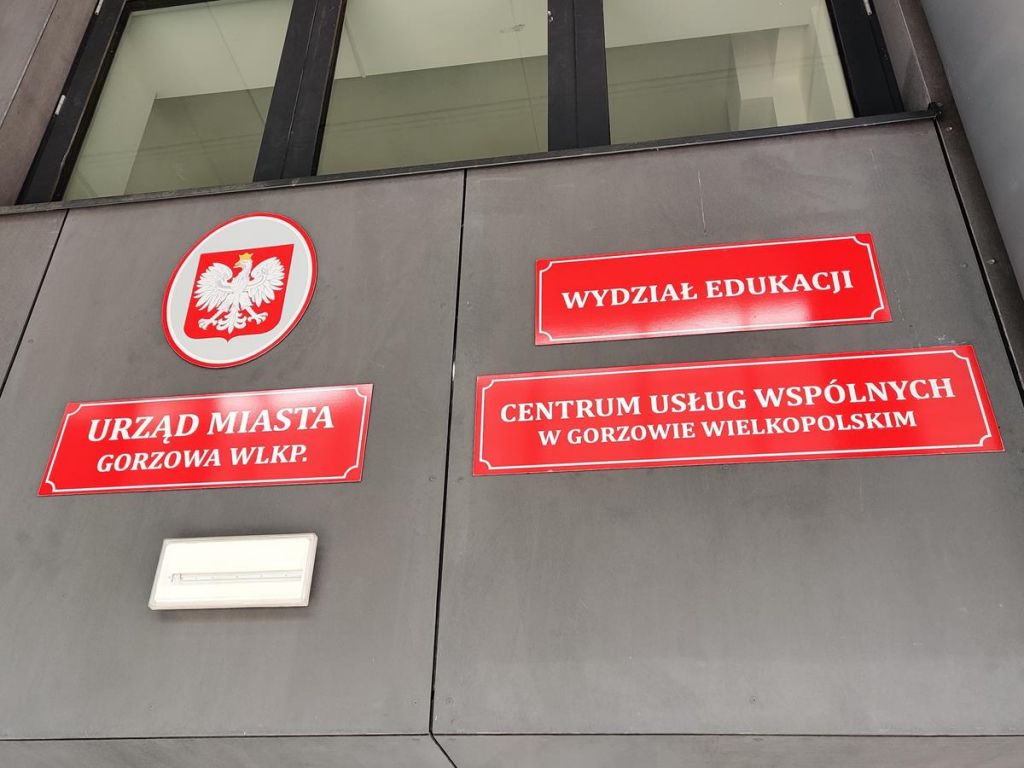 URZĄD MIASTA
GORZOWA WLKP.
WYDZIAŁ EDUKACJI
CENTRUM USŁUG WSPÓLNYCH
W GORZOWIE WIELKOPOLSKIM